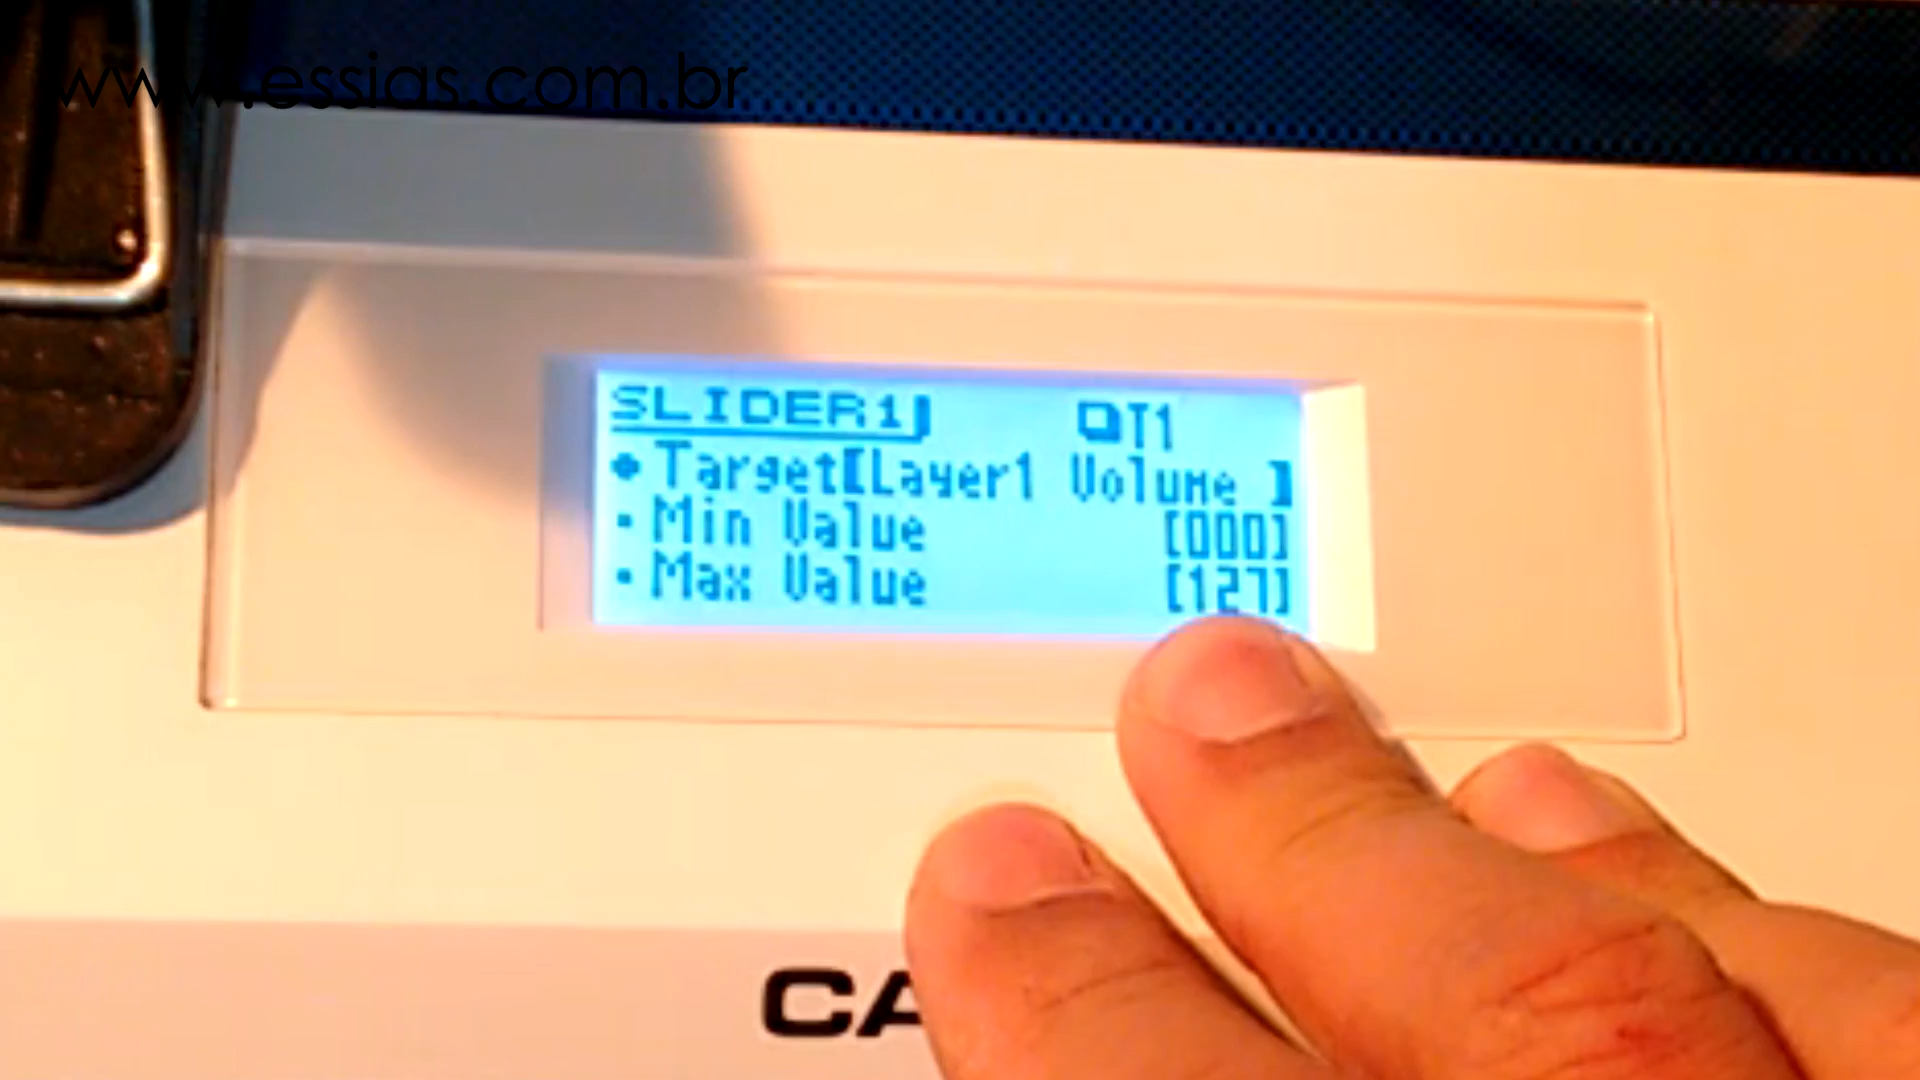 www.essias.com.br
SLIDER1 T1
Target[Layer1 Volume ]
Min Value [000]
Max Value [127]
CA